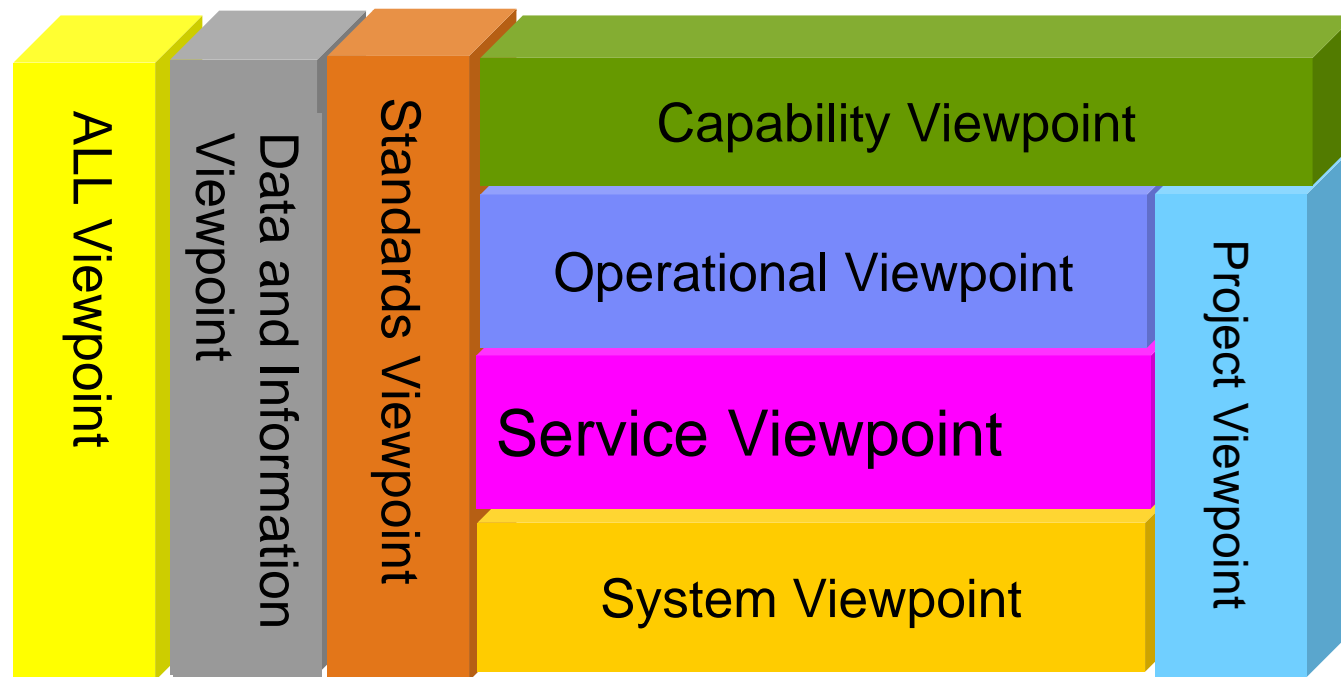 ALL Viewpoint
Data and Information
Viewpoint
Standards Viewpoint
Capability Viewpoint
Operational Viewpoint
Service Viewpoint
System Viewpoint
Project Viewpoint